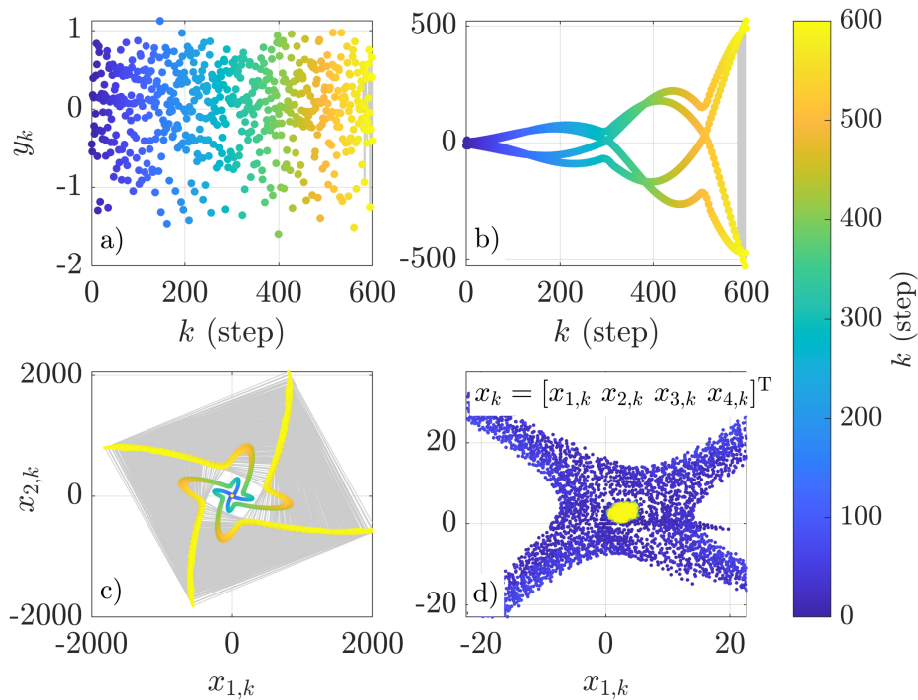 1
0
-1
-2
y_k
a)
0
200
400
600
k (step)
500
0
-500
b)
0
200
400
600
k (step)
600
500
400
300
200
100
0
k (step)
2000
0
-2000
x_{2,k}
c)
-2000
0
2000
x_{1,k}
x_k = [x_{1,k} x_{2,k} x_{3,k} x_{4,k}]^T
20
0
-20
d)
-20
0
20
x_{1,k}